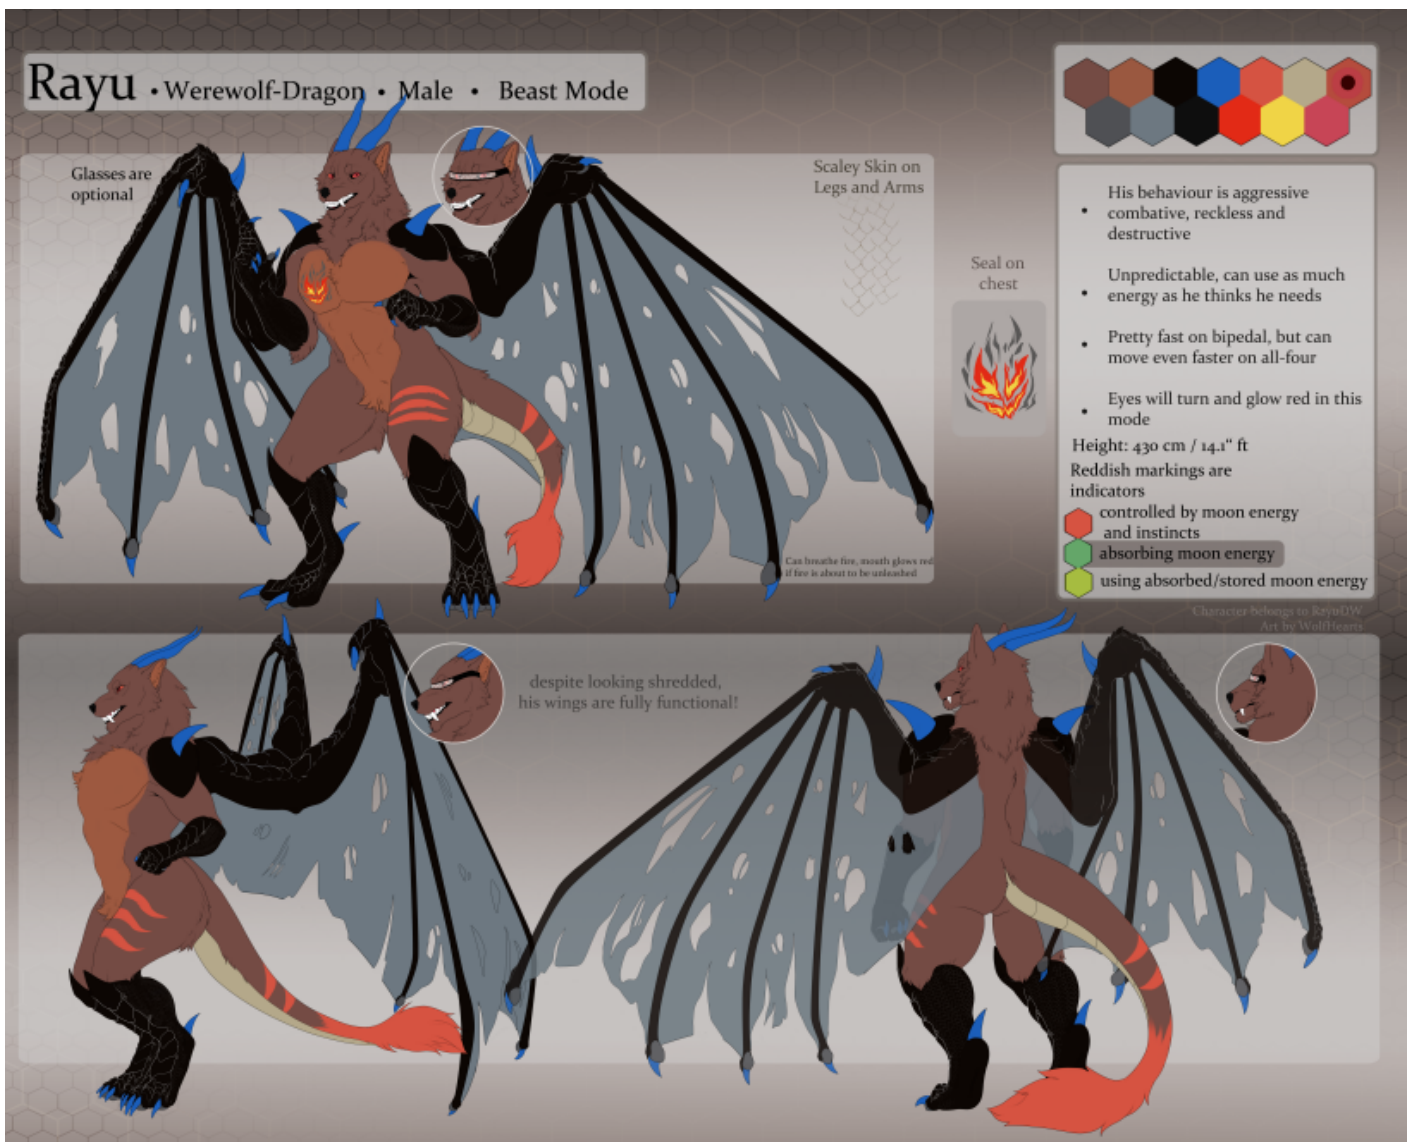 Rayu • Werewolf-Dragon • Male • Beast Mode
Glasses are
optional
Scaley Skin on
Legs and Arms
Seal on
chest
Can breathe fire, mouth glows red
if fire is about to be unleashed
• His behaviour is aggressive
combative, reckless and
destructive
• Unpredictable, can use as much
energy as he thinks he needs
• Pretty fast on bipedal, but can
move even faster on all-four
• Eyes will turn and glow red in this
mode
Height: 430 cm / 14.1" ft
Reddish markings are
indicators
controlled by moon energy
and instincts
absorbing moon energy
using absorbed/stored moon energy
Character belongs to RayuDW
Art by WolfHearts
despite looking shredded,
his wings are fully functional!